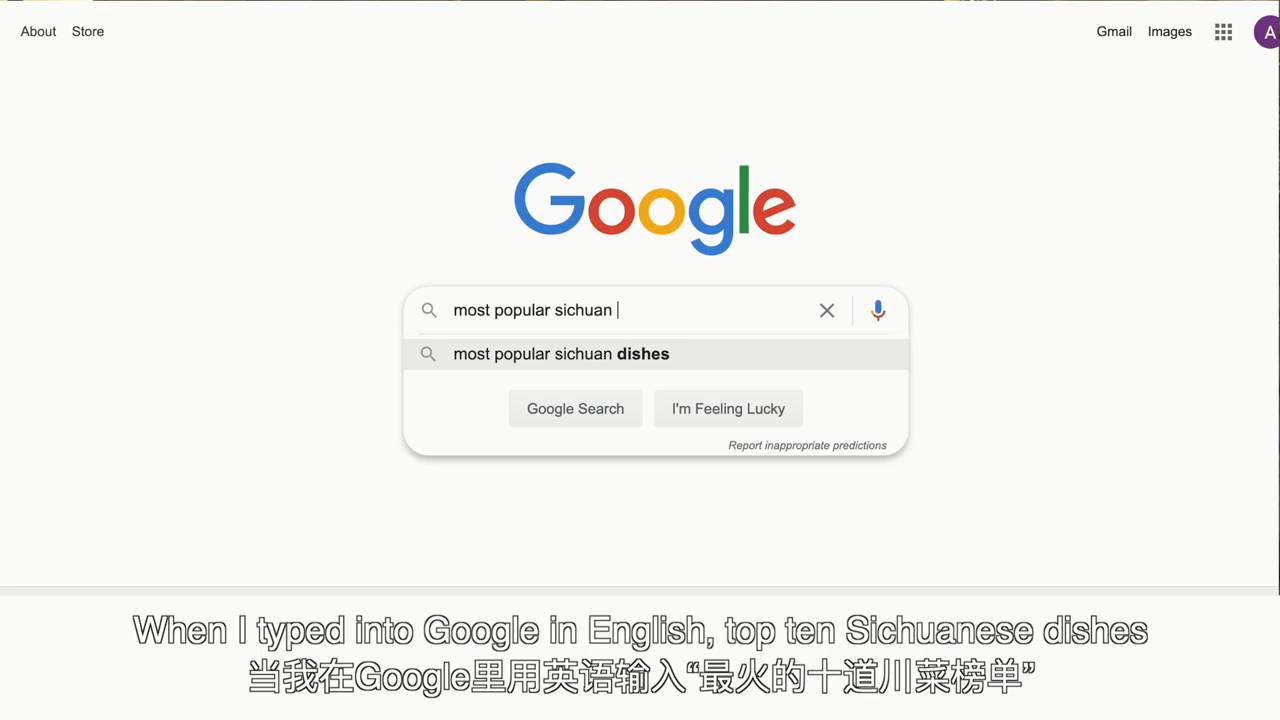 About Store
Gmail Images
A
Google
most popular sichuan
most popular sichuan dishes
Google Search I'm Feeling Lucky
Report inappropriate predictions
When I typed into Google in English, top ten Sichuanese dishes
当我在Google里用英语输入“最火的十道川菜榜单”